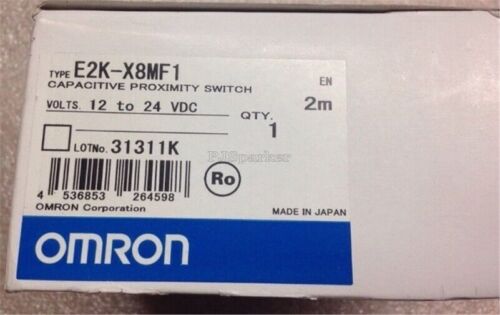 TYPE E2K-X8MF1
CAPACITIVE PROXIMITY SWITCH
EN
VOLTS. 12 to 24 VDC
2m
QTY.
1
LOTNo. 31311K
PJSparker
Ro
4 536853 264598
OMRON Corporation
MADE IN JAPAN
OMRON